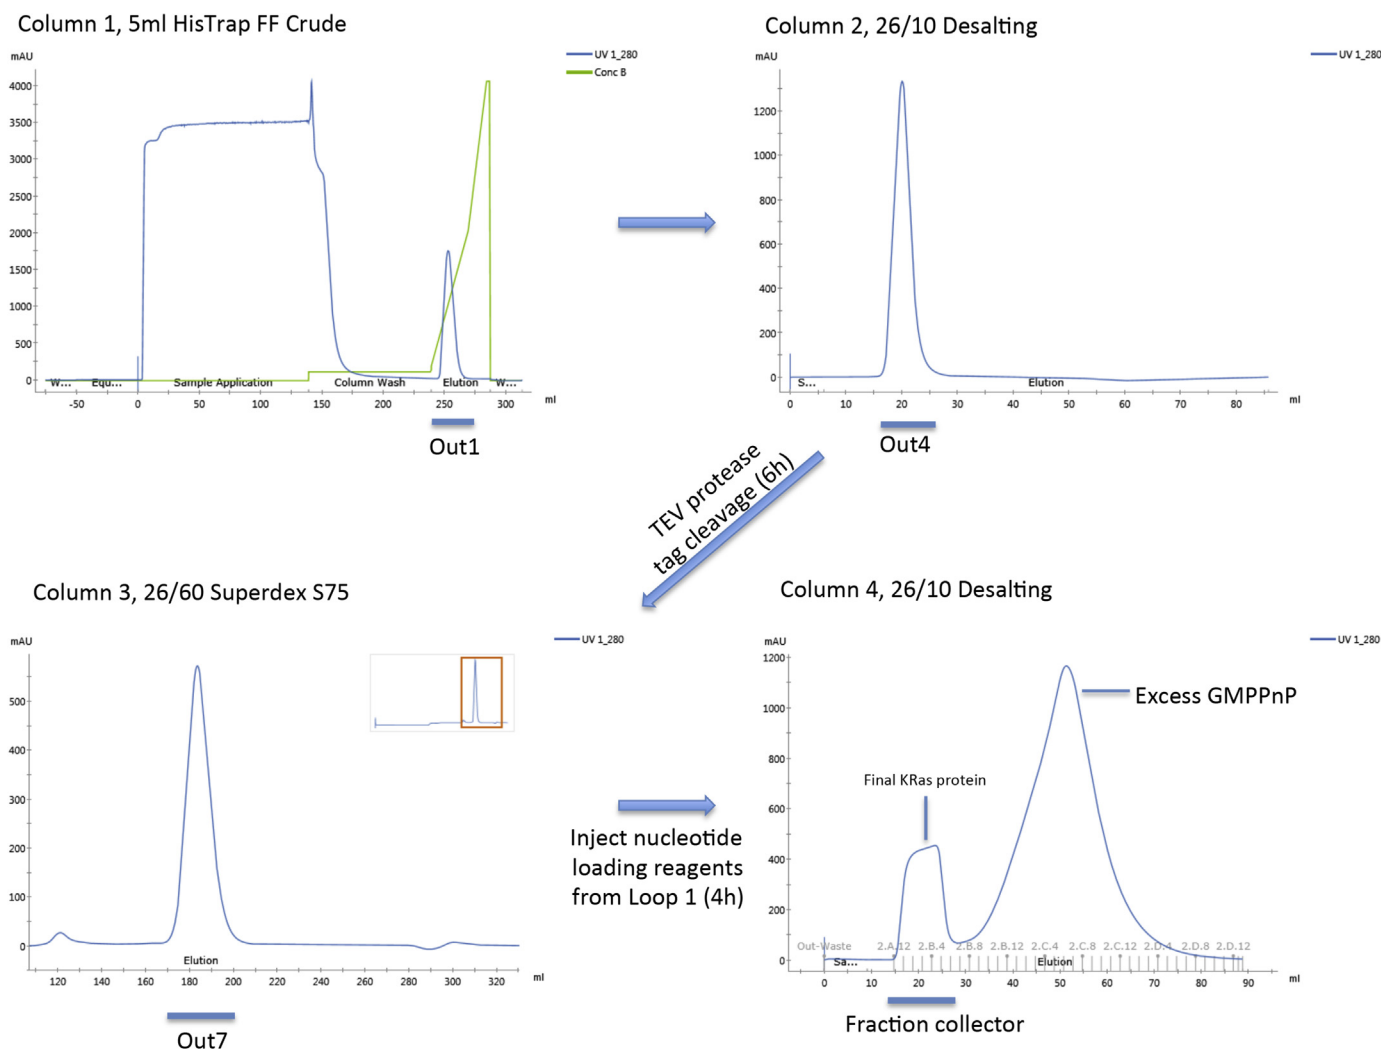 Column 1, 5ml HisTrap FF Crude
mAU
UV 1_280
Conc B
4000
3500
3000
2500
2000
1500
1000
500
0
W... Equ... Sample Application Column Wash Elution W...
-50 0 50 100 150 200 250 300 ml
Out1
Column 2, 26/10 Desalting
mAU
UV 1_280
1200
1000
800
600
400
200
0
S... Elution
0 10 20 30 40 50 60 70 80 ml
Out4
TEV protease
tag cleavage (6h)
Column 3, 26/60 Superdex S75
mAU
UV 1_280
500
400
300
200
100
0
Elution
120 140 160 180 200 220 240 260 280 300 320 ml
Out7
Inject nucleotide
loading reagents
from Loop 1 (4h)
Column 4, 26/10 Desalting
mAU
UV 1_280
1200
1000
800
600
400
200
0
Excess GMPPnP
Final KRas protein
Out-Waste 2.A.12 2.B.4 2.B.8 2.B.12 2.C.4 2.C.8 2.C.12 2.D.4 2.D.8 2.D.12
Sa... Elution
0 10 20 30 40 50 60 70 80 90 ml
Fraction collector